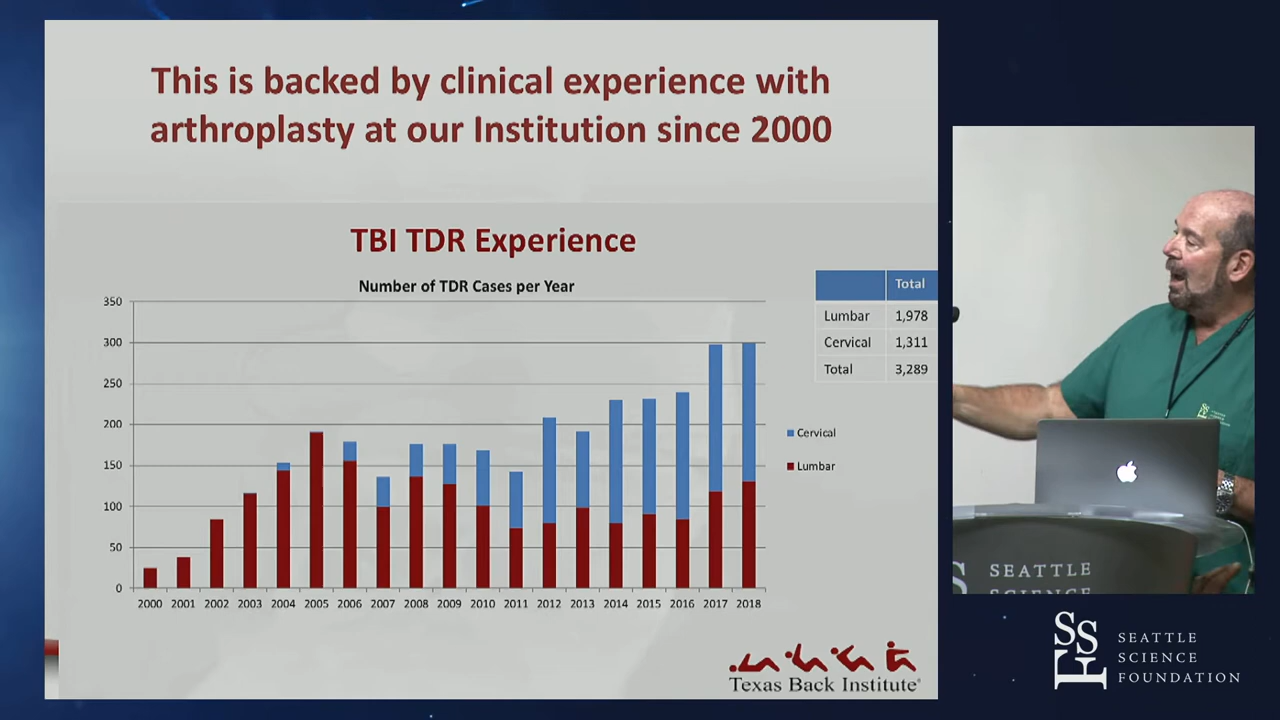 This is backed by clinical experience with
arthroplasty at our Institution since 2000
TBI TDR Experience
Number of TDR Cases per Year
350
300
250
200
150
100
50
0
2000 2001 2002 2003 2004 2005 2006 2007 2008 2009 2010 2011 2012 2013 2014 2015 2016 2017 2018
Total
Lumbar 1,978
Cervical 1,311
Total 3,289
Cervical
Lumbar
Texas Back Institute
SEATTLE
SCIENCE
SSF
SEATTLE
SCIENCE
FOUNDATION